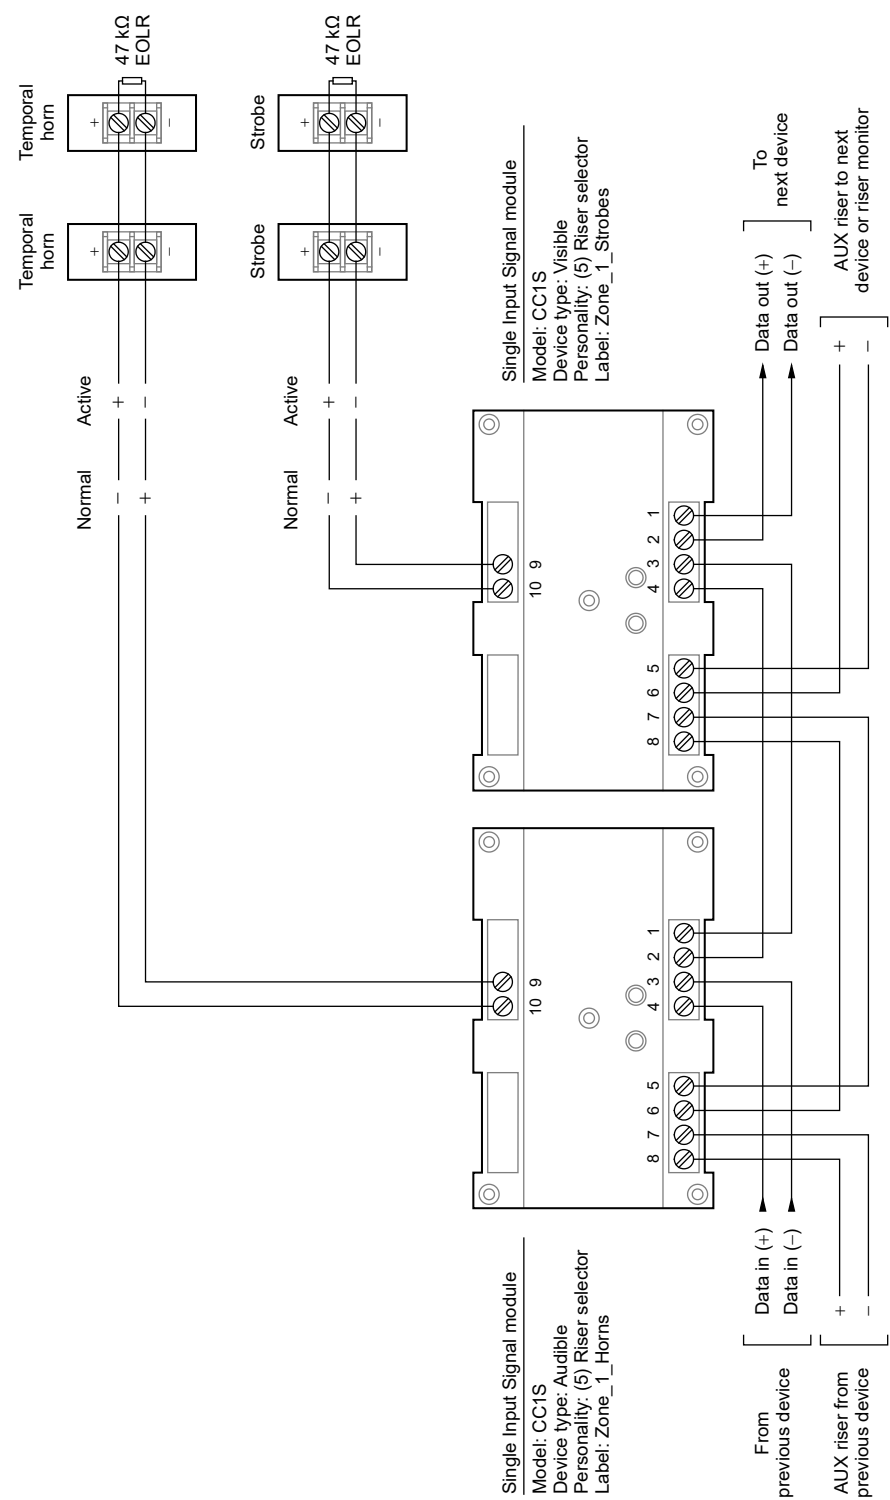 Temporal
horn
Temporal
horn
Normal
Active
− + + +
+ − − −
47 kΩ
EOLR
Strobe
Strobe
Normal
Active
− + + +
+ − − −
47 kΩ
EOLR
Single Input Signal module
Model: CC1S
Device type: Audible
Personality: (5) Riser selector
Label: Zone_1_Horns
10 9
8 7 6 5 4 3 2 1
10 9
8 7 6 5 4 3 2 1
Single Input Signal module
Model: CC1S
Device type: Visible
Personality: (5) Riser selector
Label: Zone_1_Strobes
From
previous device
Data in (+)
Data in (−)
Data out (+)
Data out (−)
To
next device
AUX riser from
previous device
+
−
+
−
AUX riser to next
device or riser monitor